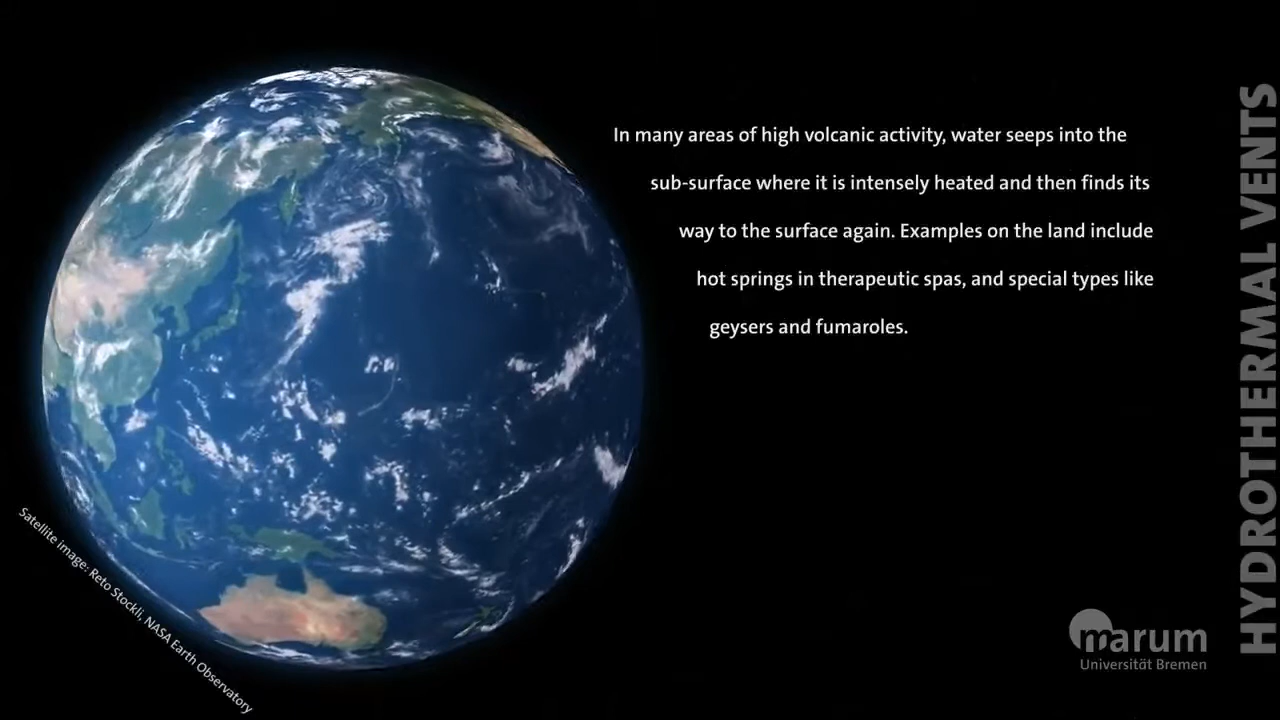 In many areas of high volcanic activity, water seeps into the
sub-surface where it is intensely heated and then finds its
way to the surface again. Examples on the land include
hot springs in therapeutic spas, and special types like
geysers and fumaroles.
Satellite image: Reto Stockli, NASA Earth Observatory
marum
Universität Bremen
HYDROTHERMAL VENTS